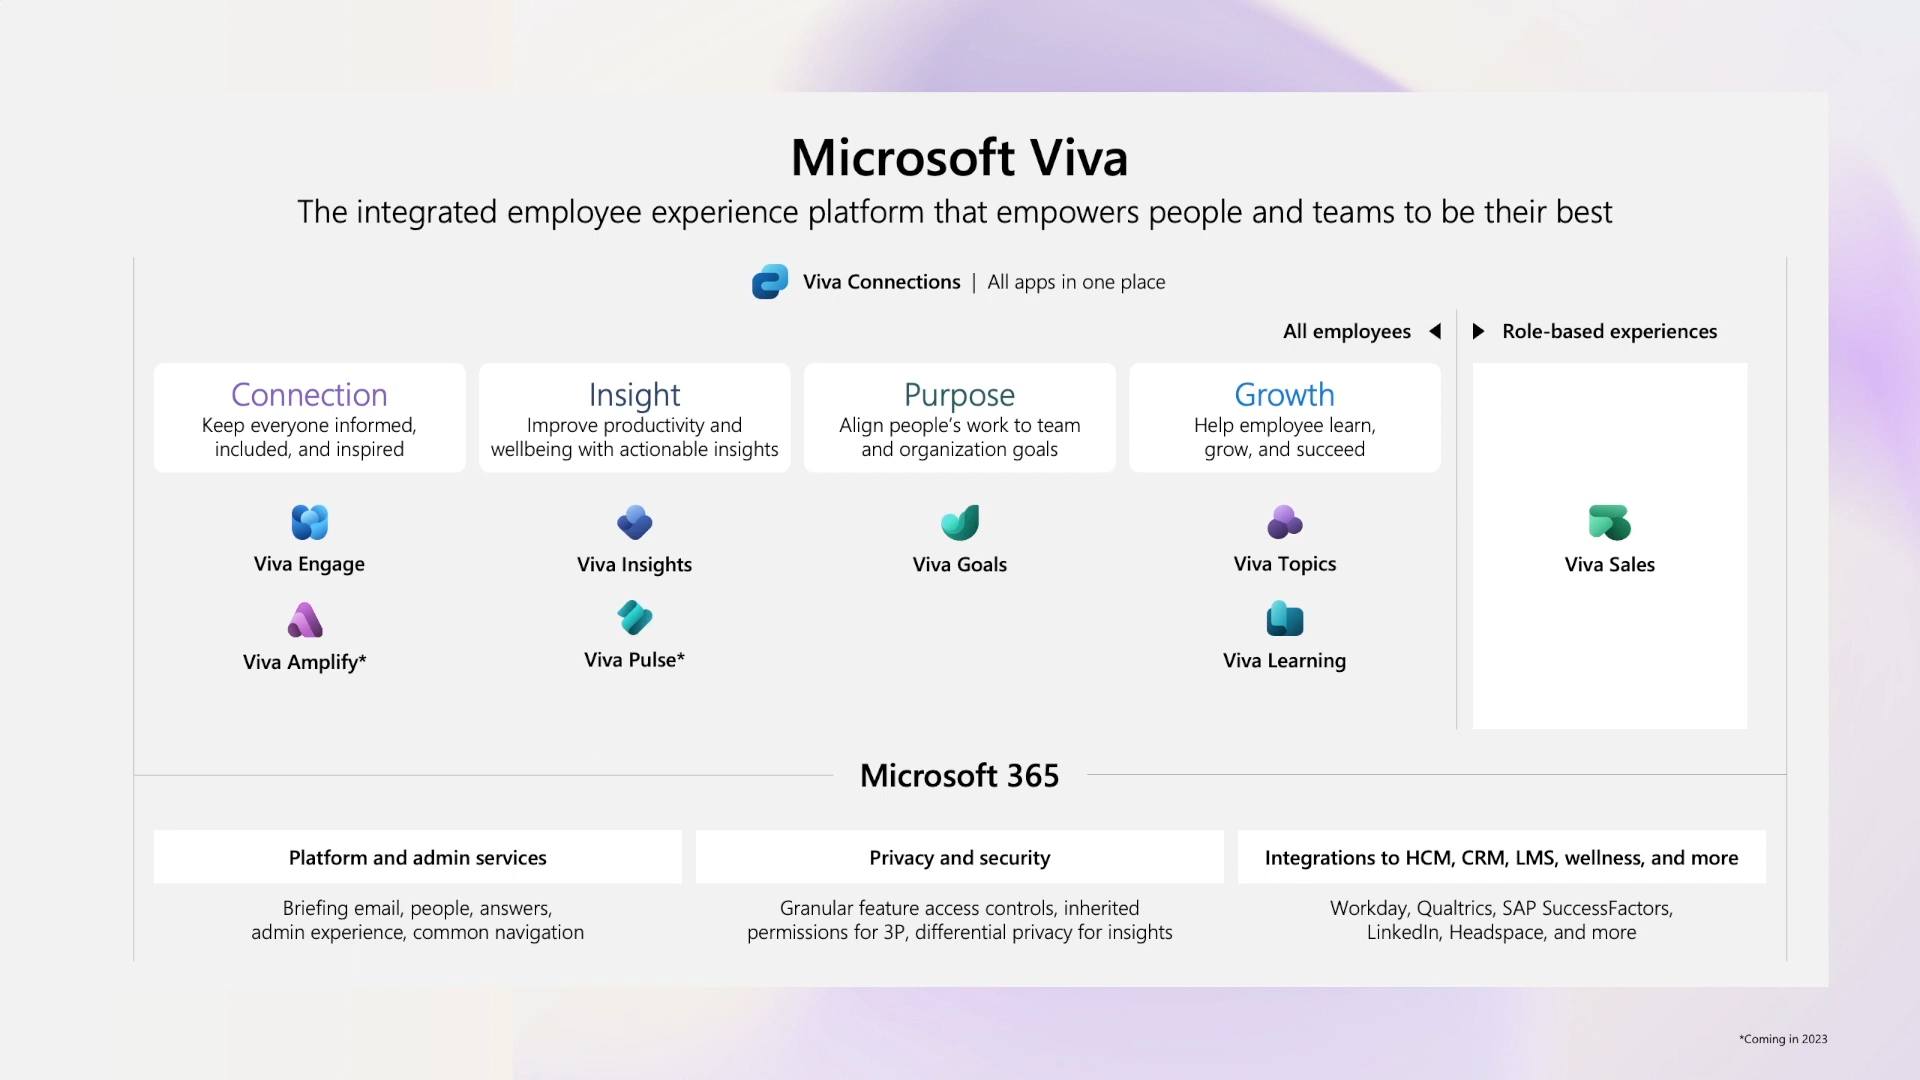 Microsoft Viva
The integrated employee experience platform that empowers people and teams to be their best
Viva Connections | All apps in one place
All employees
Role-based experiences
Connection
Keep everyone informed,
included, and inspired
Insight
Improve productivity and
wellbeing with actionable insights
Purpose
Align people's work to team
and organization goals
Growth
Help employee learn,
grow, and succeed
Viva Engage
Viva Insights
Viva Goals
Viva Topics
Viva Sales
Viva Amplify*
Viva Pulse*
Viva Learning
Microsoft 365
Platform and admin services
Privacy and security
Integrations to HCM, CRM, LMS, wellness, and more
Briefing email, people, answers,
admin experience, common navigation
Granular feature access controls, inherited
permissions for 3P, differential privacy for insights
Workday, Qualtrics, SAP SuccessFactors,
LinkedIn, Headspace, and more
*Coming in 2023